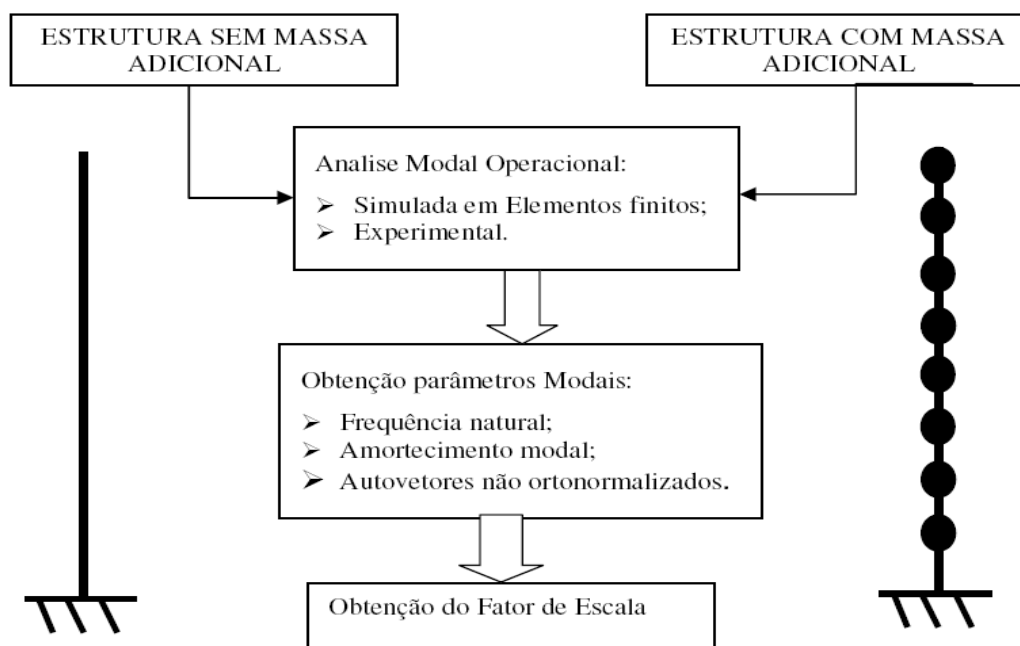 ESTRUTURA SEM MASSA
ADICIONAL
ESTRUTURA COM MASSA
ADICIONAL
Analise Modal Operacional:
➢ Simulada em Elementos finitos;
➢ Experimental.
Obtenção parâmetros Modais:
➢ Frequência natural;
➢ Amortecimento modal;
➢ Autovetores não ortonormalizados.
Obtenção do Fator de Escala